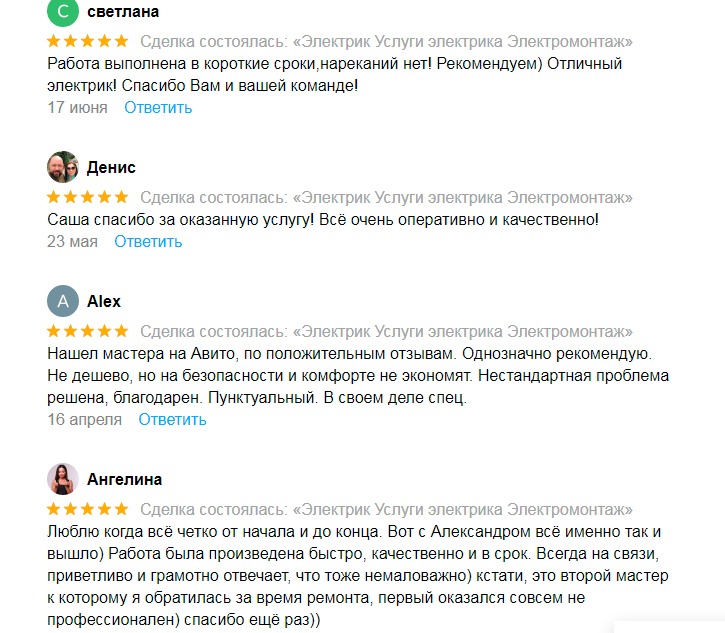 С светлана
Сделка состоялась: «Электрик Услуги электрика Электромонтаж»
Работа выполнена в короткие сроки,нареканий нет! Рекомендуем) Отличный
электрик! Спасибо Вам и вашей команде!
17 июня Ответить
Денис
Сделка состоялась: «Электрик Услуги электрика Электромонтаж»
Саша спасибо за оказанную услугу! Всё очень оперативно и качественно!
23 мая Ответить
A Alex
Сделка состоялась: «Электрик Услуги электрика Электромонтаж»
Нашел мастера на Авито, по положительным отзывам. Однозначно рекомендую.
Не дешево, но на безопасности и комфорте не экономят. Нестандартная проблема
решена, благодарен. Пунктуальный. В своем деле спец.
16 апреля Ответить
Ангелина
Сделка состоялась: «Электрик Услуги электрика Электромонтаж»
Люблю когда всё четко от начала и до конца. Вот с Александром всё именно так и
вышло) Работа была произведена быстро, качественно и в срок. Всегда на связи,
приветливо и грамотно отвечает, что тоже немаловажно) кстати, это второй мастер
к которому я обратилась за время ремонта, первый оказался совсем не
профессионален) спасибо ещё раз))